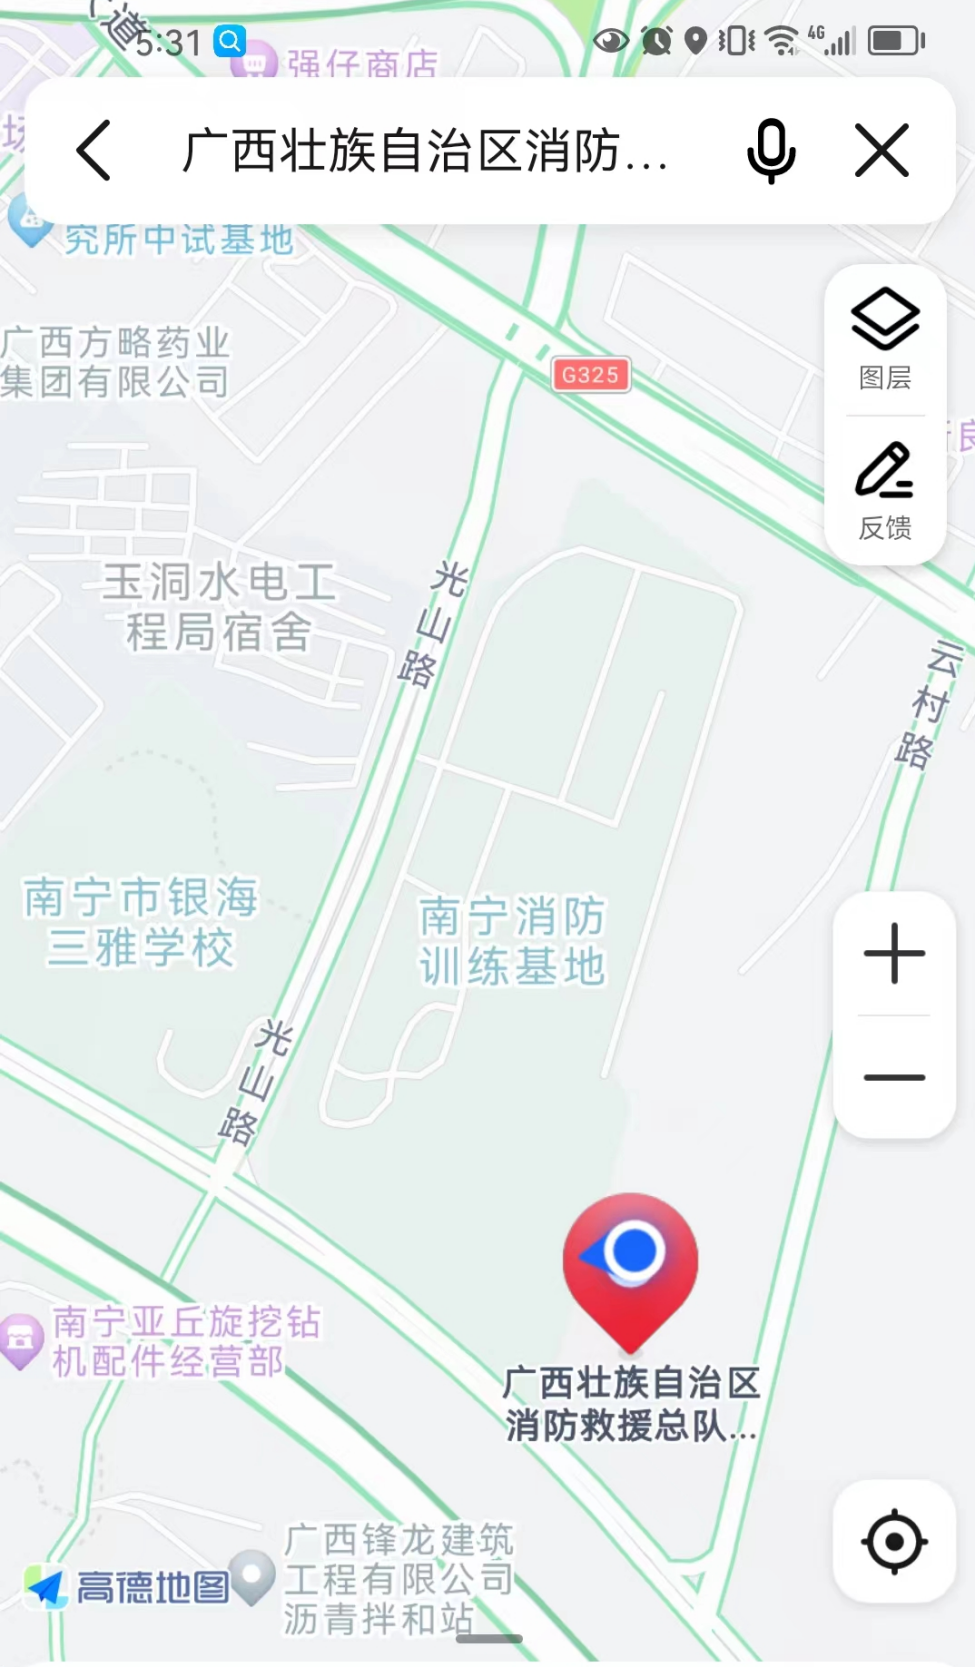 道
5:31
4G
强仔商店
场
广西壮族自治区消防...
究所中试基地
广西方略药业
集团有限公司
G325
图层
良
反馈
玉洞水电工
程局宿舍
光山路
云村路
南宁市银海
三雅学校
南宁消防
训练基地
光山路
南宁亚丘旋挖钻
机配件经营部
广西壮族自治区
消防救援总队...
广西锋龙建筑
工程有限公司
沥青拌和站
高德地图